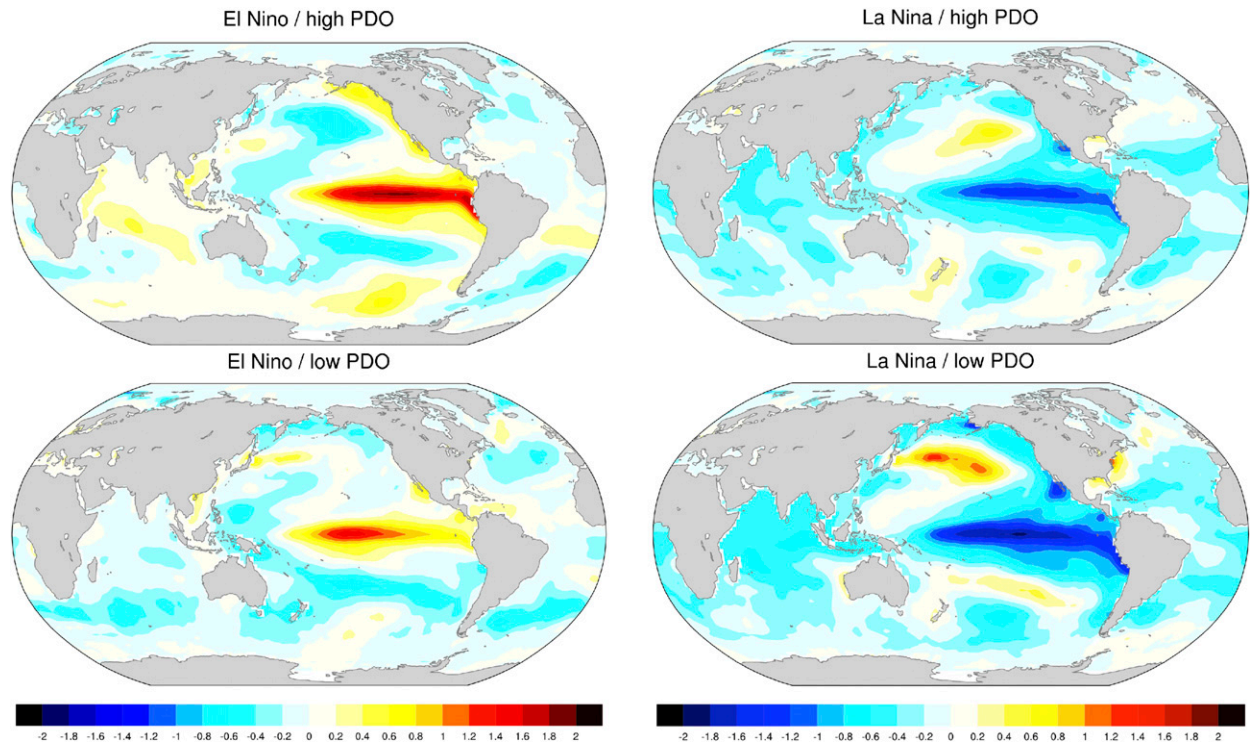 El Nino / high PDO
La Nina / high PDO
El Nino / low PDO
La Nina / low PDO
-2 -1.8 -1.6 -1.4 -1.2 -1 -0.8 -0.6 -0.4 -0.2 0 0.2 0.4 0.6 0.8 1 1.2 1.4 1.6 1.8 2
-2 -1.8 -1.6 -1.4 -1.2 -1 -0.8 -0.6 -0.4 -0.2 0 0.2 0.4 0.6 0.8 1 1.2 1.4 1.6 1.8 2